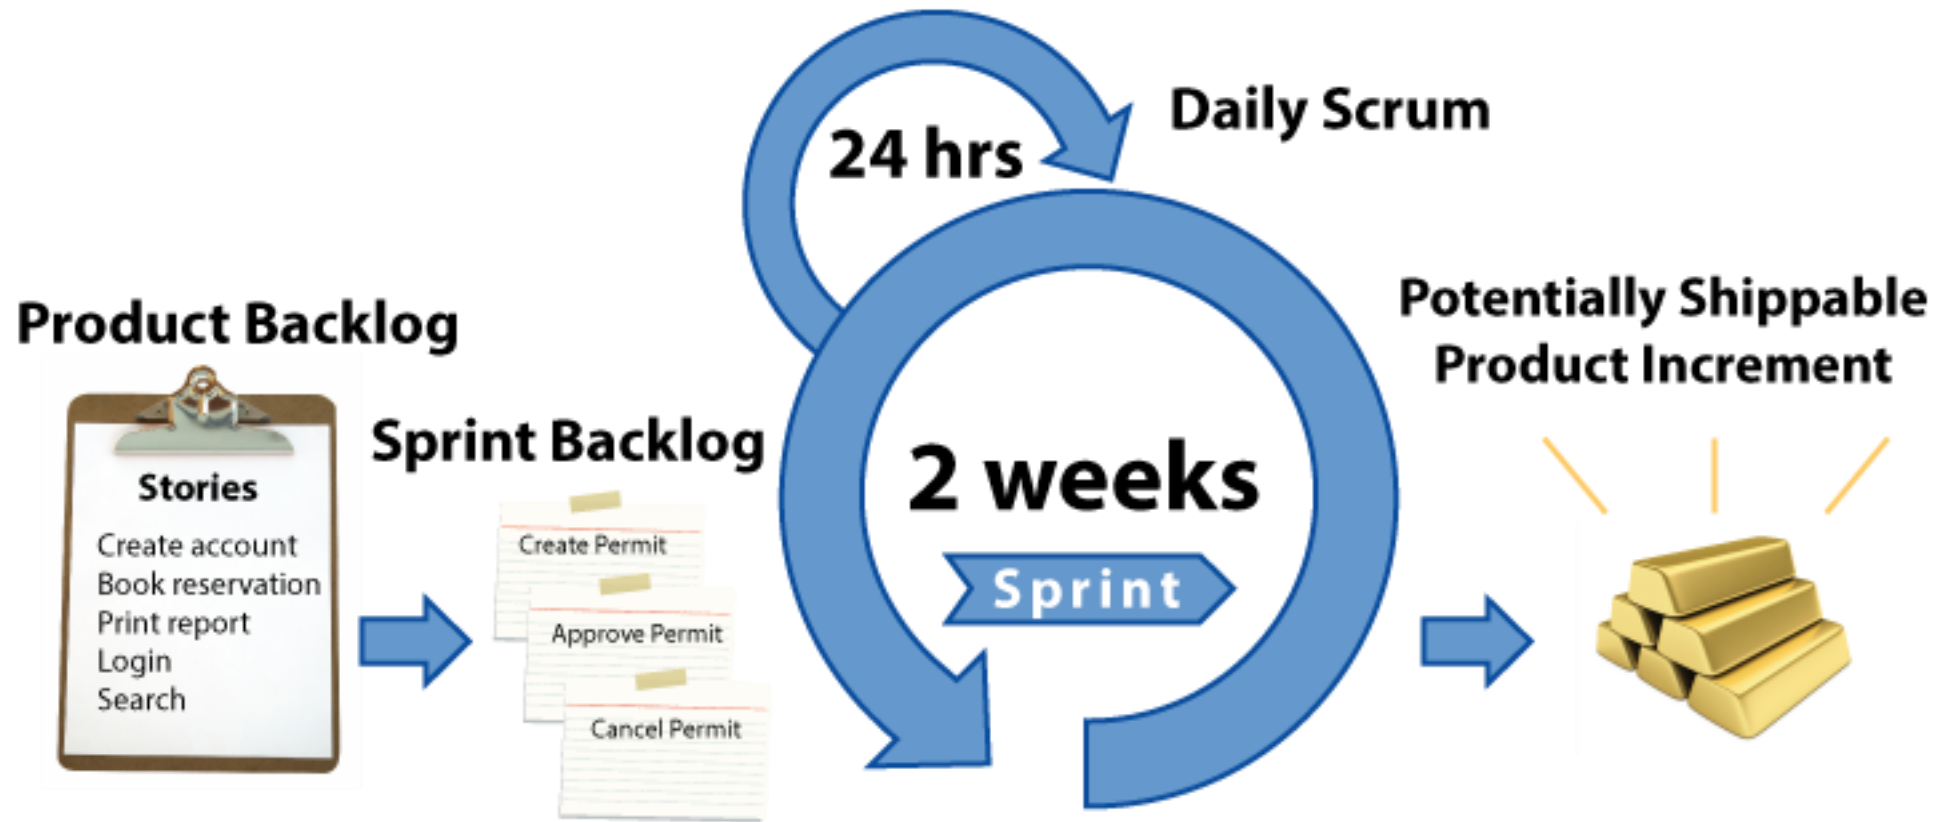 Product Backlog
Stories
Create account
Book reservation
Print report
Login
Search
Sprint Backlog
Create Permit
Approve Permit
Cancel Permit
24 hrs
Daily Scrum
2 weeks
Sprint
Potentially Shippable
Product Increment